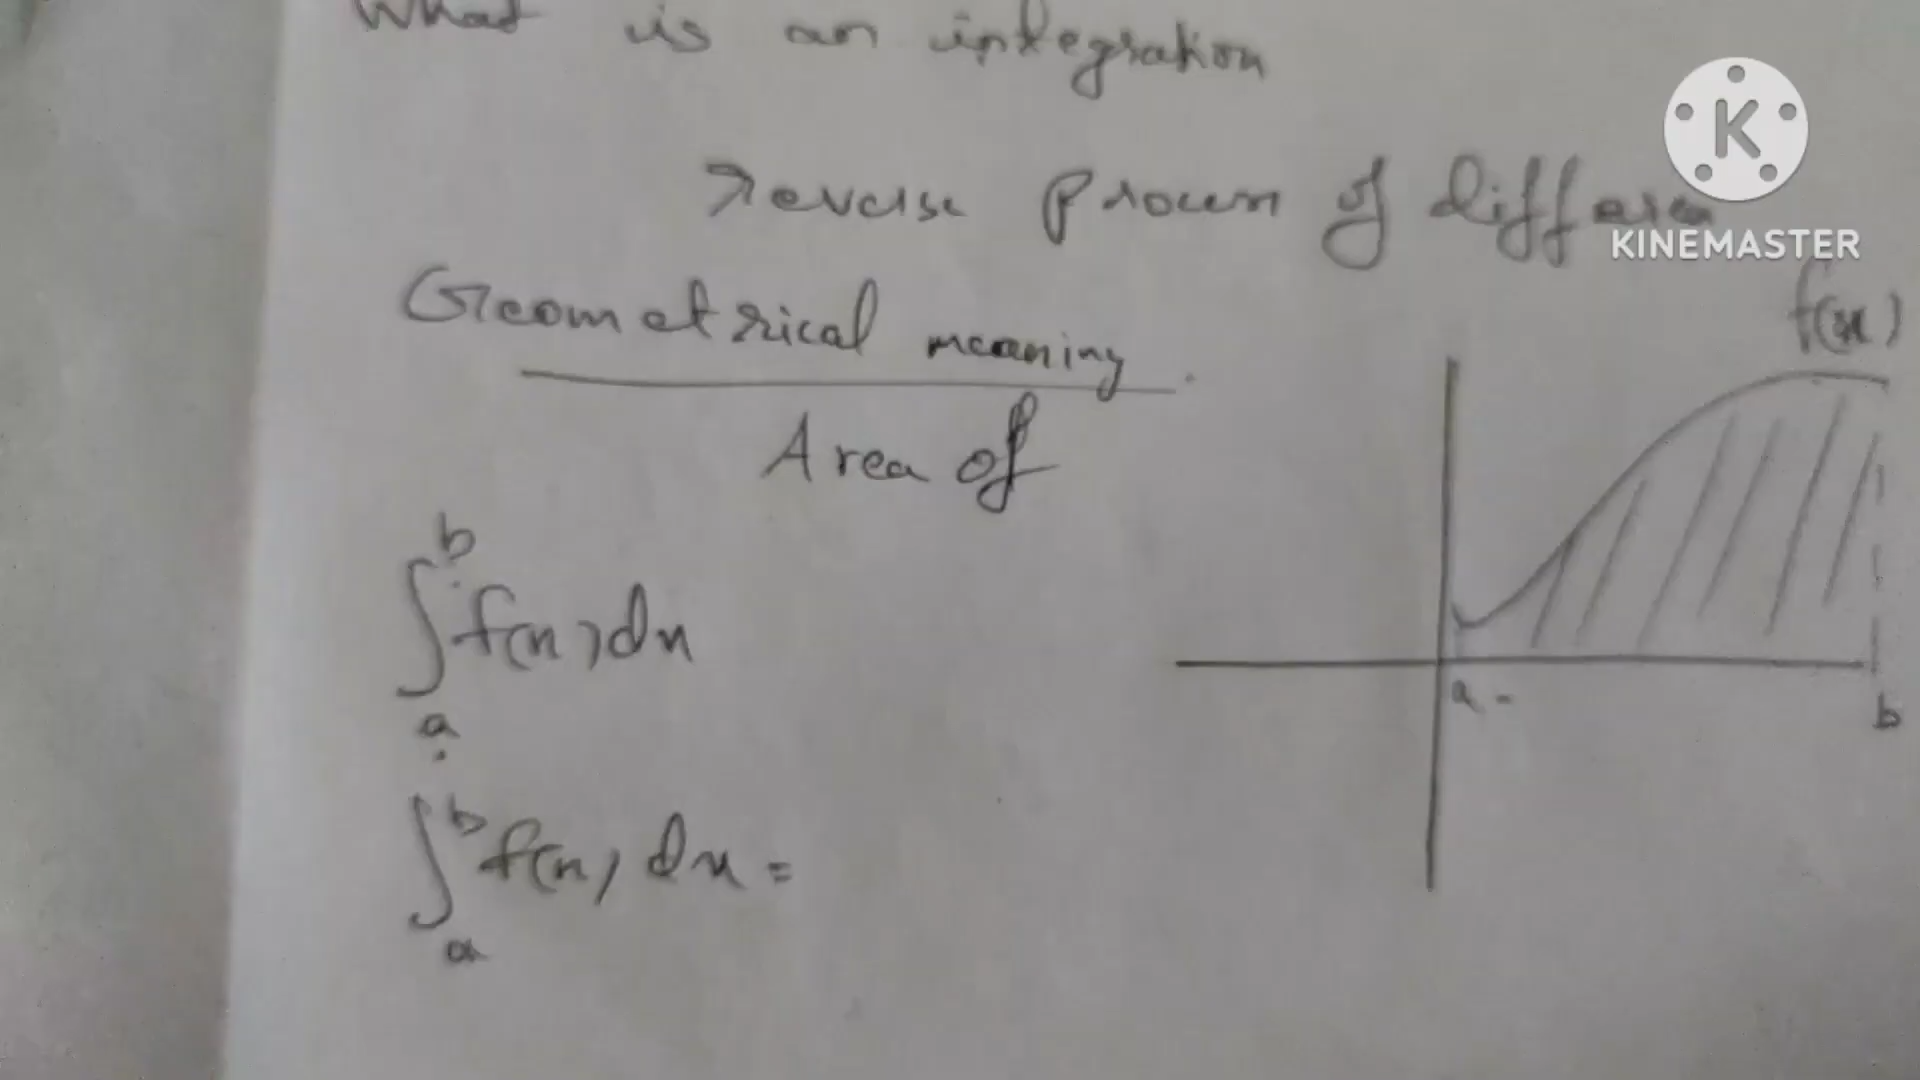 What is an integration
reverse process of differe
KINEMASTER
Geometrical meaning.
f(x)
Area of
b
∫ f(x) dx
a
a -
b
b
∫ f(x) dx =
a